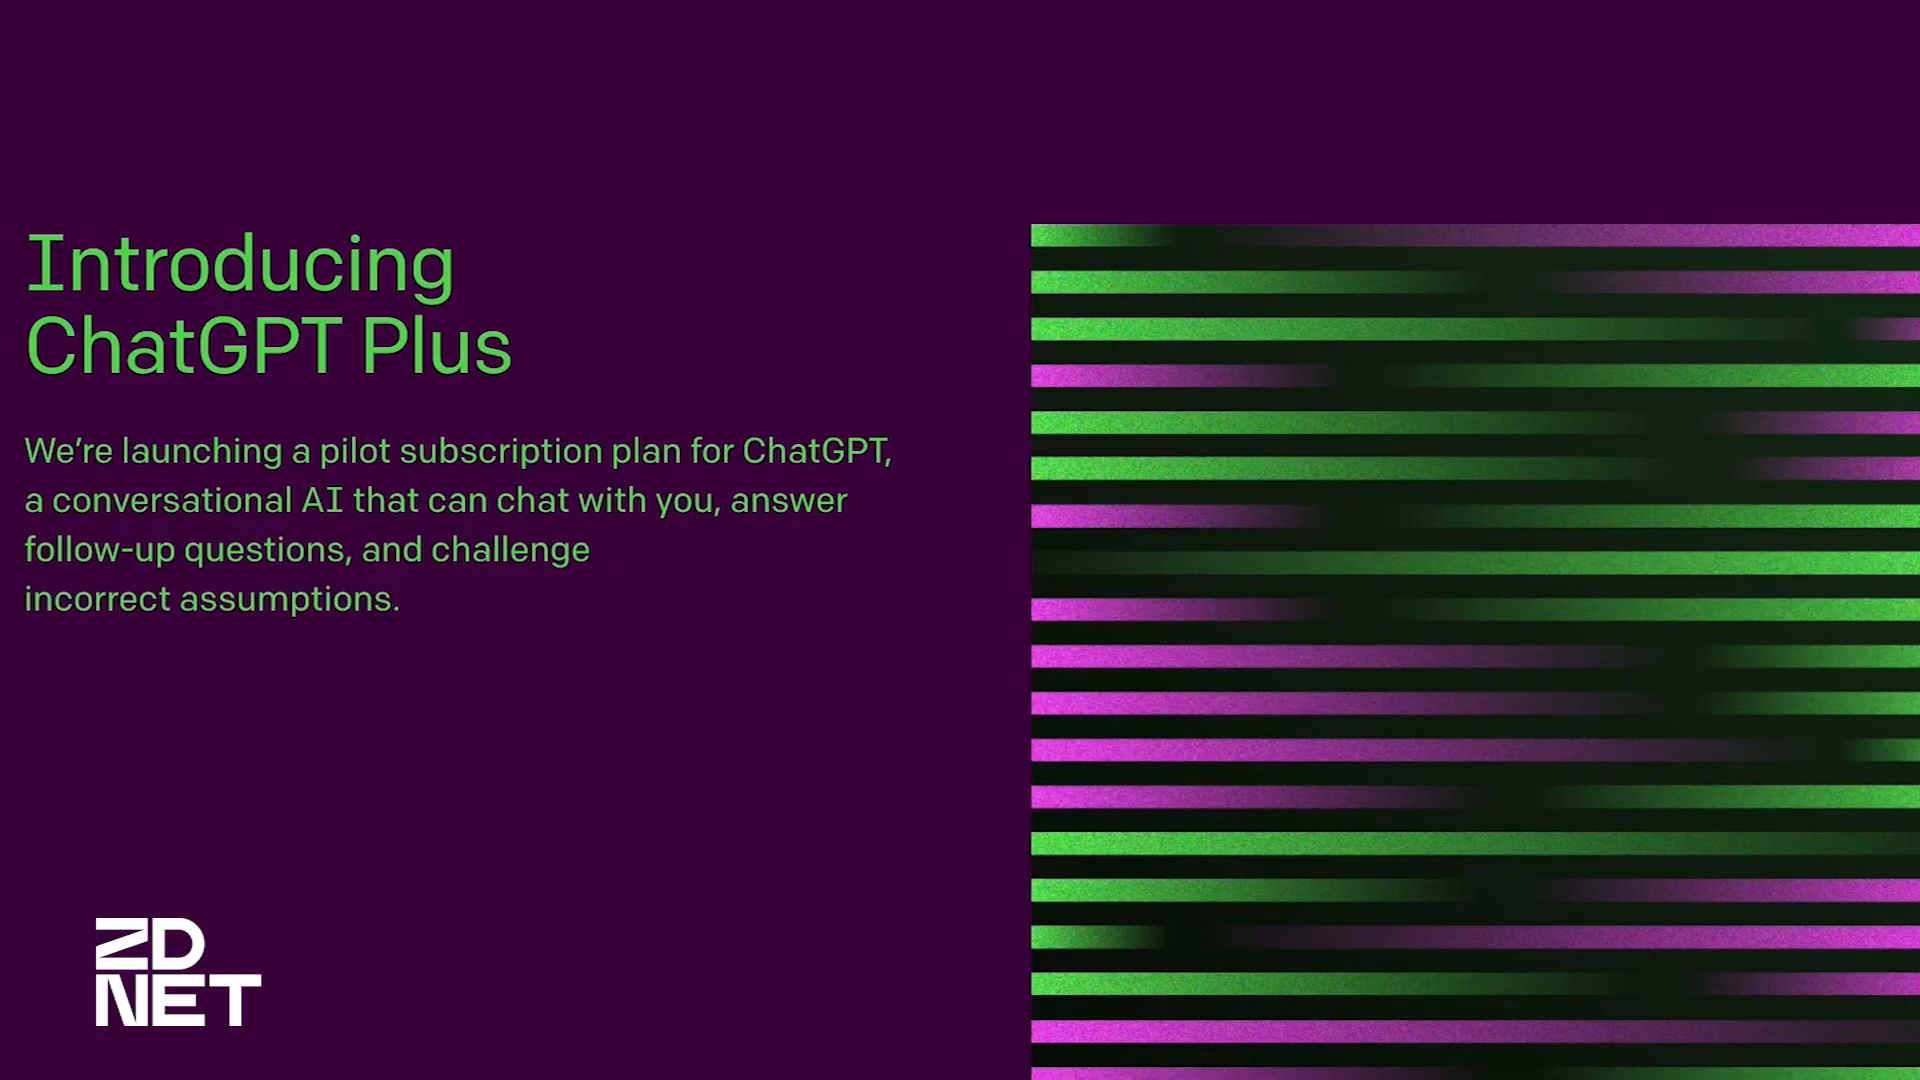 Introducing
ChatGPT Plus
We’re launching a pilot subscription plan for ChatGPT,
a conversational AI that can chat with you, answer
follow-up questions, and challenge
incorrect assumptions.
ZD
NET